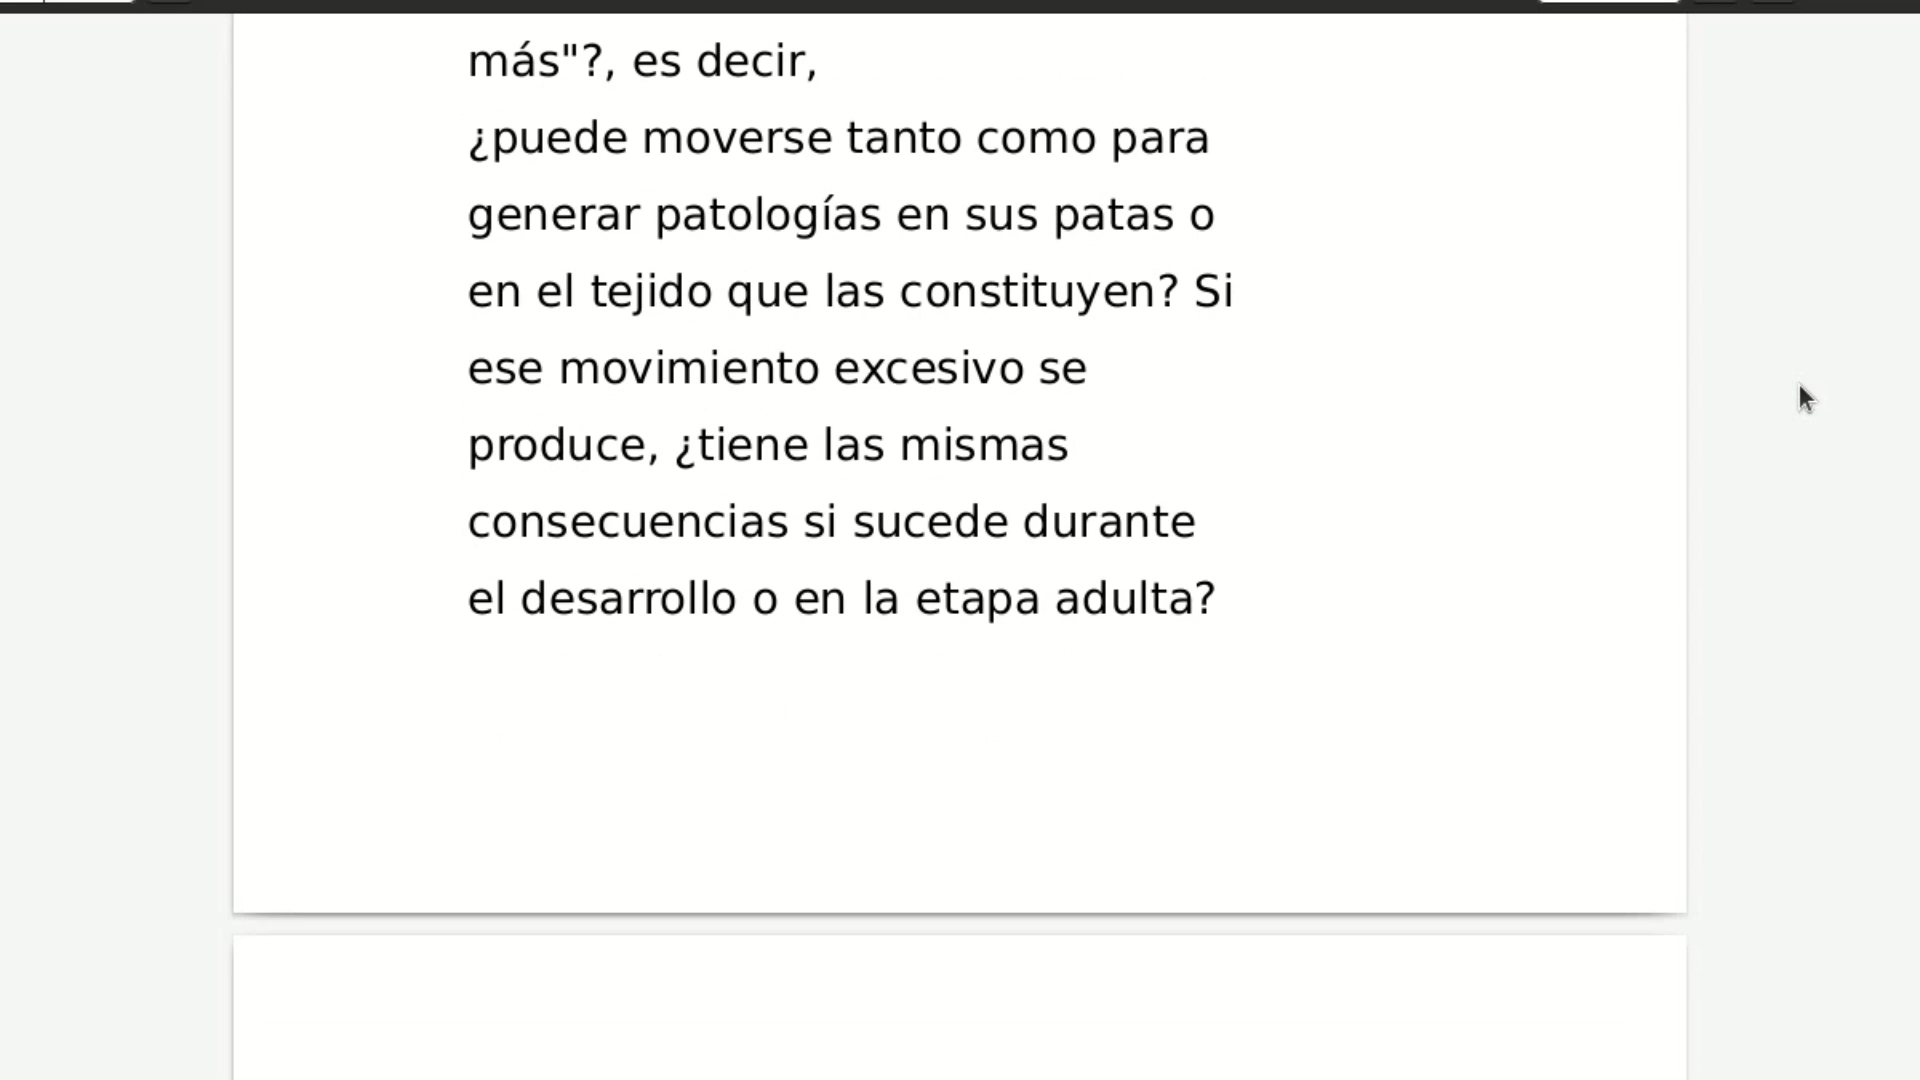 más"?, es decir,
¿puede moverse tanto como para
generar patologías en sus patas o
en el tejido que las constituyen? Si
ese movimiento excesivo se
produce, ¿tiene las mismas
consecuencias si sucede durante
el desarrollo o en la etapa adulta?